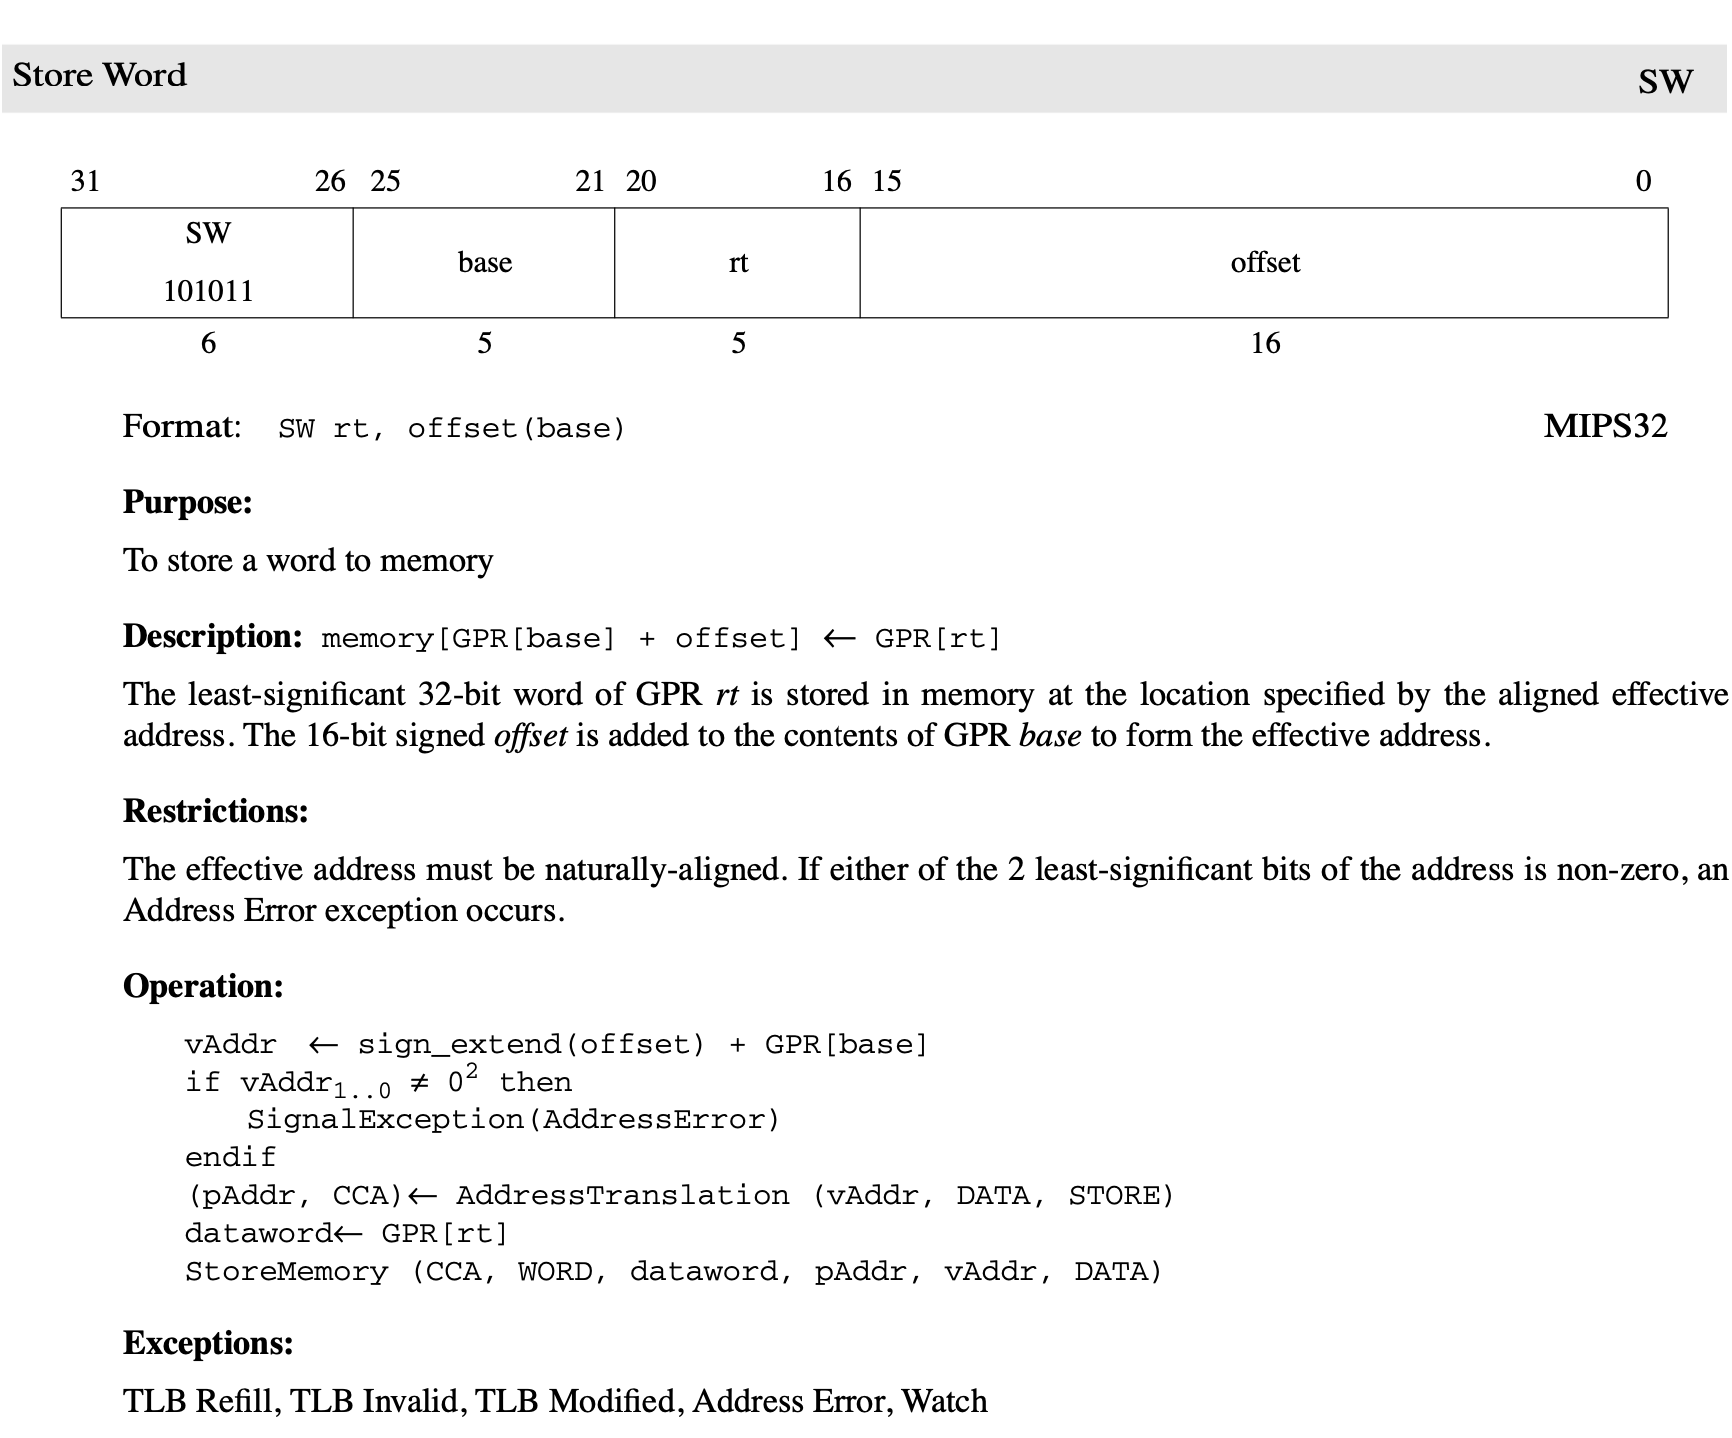 Store Word SW
31 26 25 21 20 16 15 0
SW
base rt offset
101011
6 5 5 16
Format: SW rt, offset(base) MIPS32
Purpose:
To store a word to memory
Description: memory[GPR[base] + offset] ← GPR[rt]
The least-significant 32-bit word of GPR rt is stored in memory at the location specified by the aligned effective
address. The 16-bit signed offset is added to the contents of GPR base to form the effective address.
Restrictions:
The effective address must be naturally-aligned. If either of the 2 least-significant bits of the address is non-zero, an
Address Error exception occurs.
Operation:
vAddr ← sign_extend(offset) + GPR[base]
if vAddr1..0 ≠ 0² then
SignalException(AddressError)
endif
(pAddr, CCA)← AddressTranslation (vAddr, DATA, STORE)
dataword← GPR[rt]
StoreMemory (CCA, WORD, dataword, pAddr, vAddr, DATA)
Exceptions:
TLB Refill, TLB Invalid, TLB Modified, Address Error, Watch